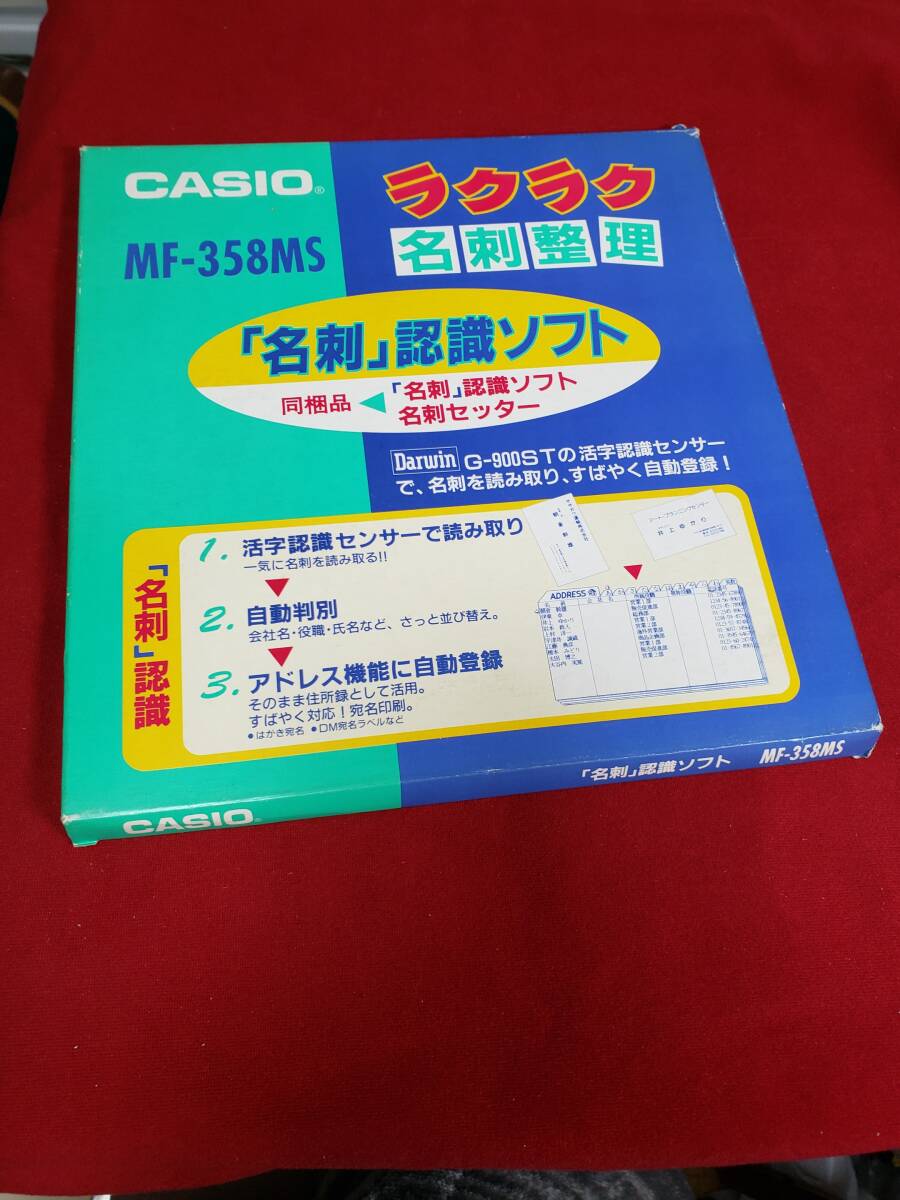 CASIO®
MF-358MS
ラクラク
名刺整理
「名刺」認識ソフト
同梱品
「名刺」認識ソフト
名刺セッター
Darwin G-900STの活字認識センサー
で、名刺を読み取り、すばやく自動登録!
「名刺」認識
1. 活字認識センサーで読み取り
一気に名刺を読み取る!!
2. 自動判別
会社名・役職・氏名など、さっと並び替え。
3. アドレス機能に自動登録
そのまま住所録として活用。
すばやく対応!宛名印刷。
●はがき宛名 ●DM宛名ラベルなど
ADDRESS
CASIO®
「名刺」認識ソフト MF-358MS